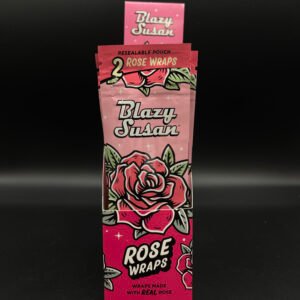 Blazy
Susan
RESEALABLE POUCH
2 ROSE WRAPS
Blazy
Susan
ROSE
WRAPS
WRAPS MADE
WITH REAL ROSE